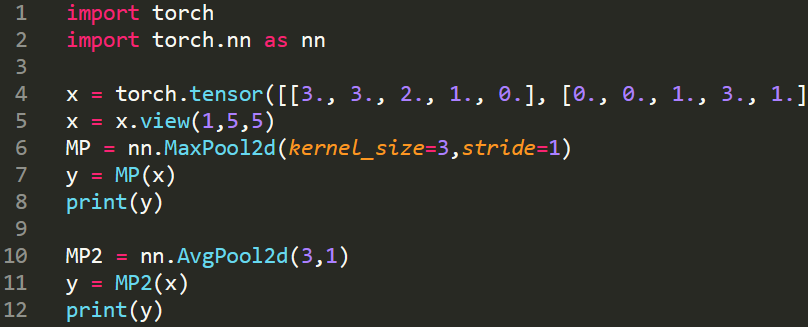 1 import torch
2 import torch.nn as nn
3
4 x = torch.tensor([[3., 3., 2., 1., 0.], [0., 0., 1., 3., 1.]
5 x = x.view(1,5,5)
6 MP = nn.MaxPool2d(kernel_size=3,stride=1)
7 y = MP(x)
8 print(y)
9
10 MP2 = nn.AvgPool2d(3,1)
11 y = MP2(x)
12 print(y)